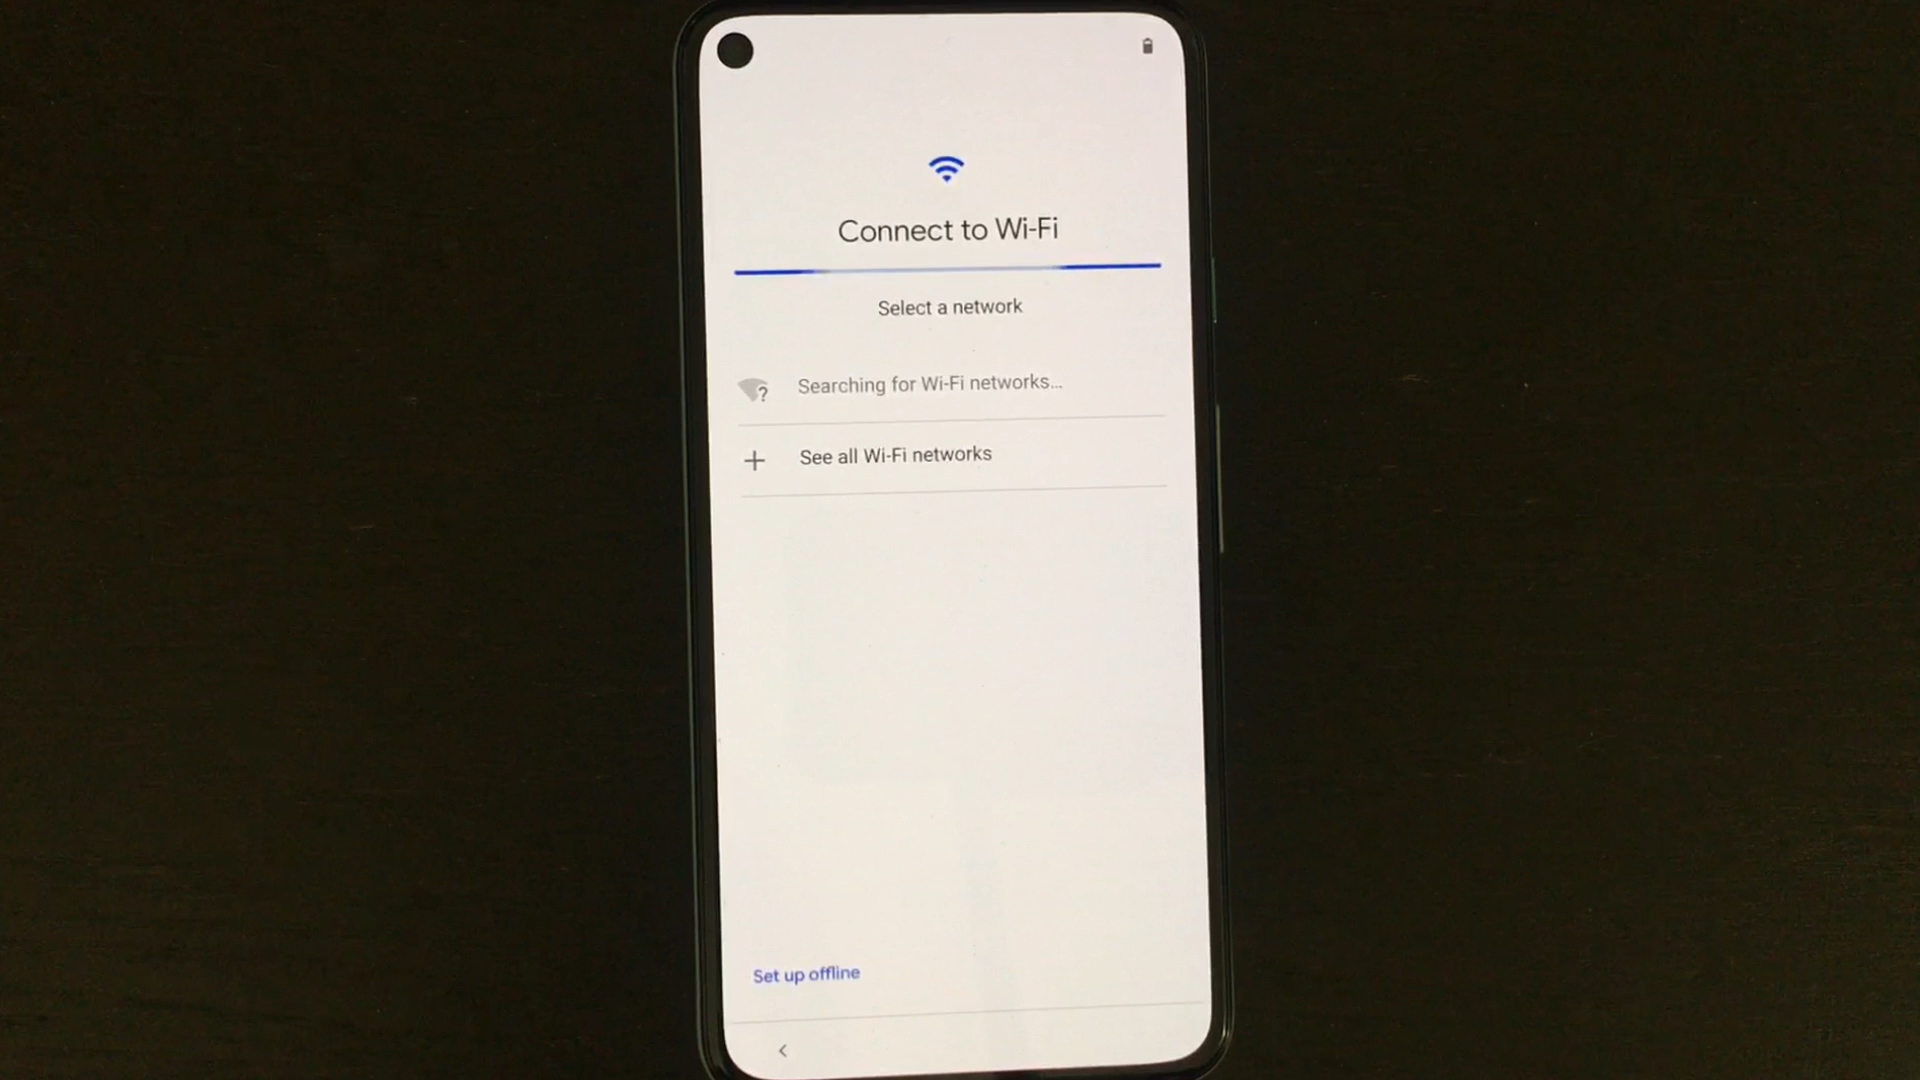 Connect to Wi-Fi
Select a network
Searching for Wi-Fi networks...
See all Wi-Fi networks
Set up offline